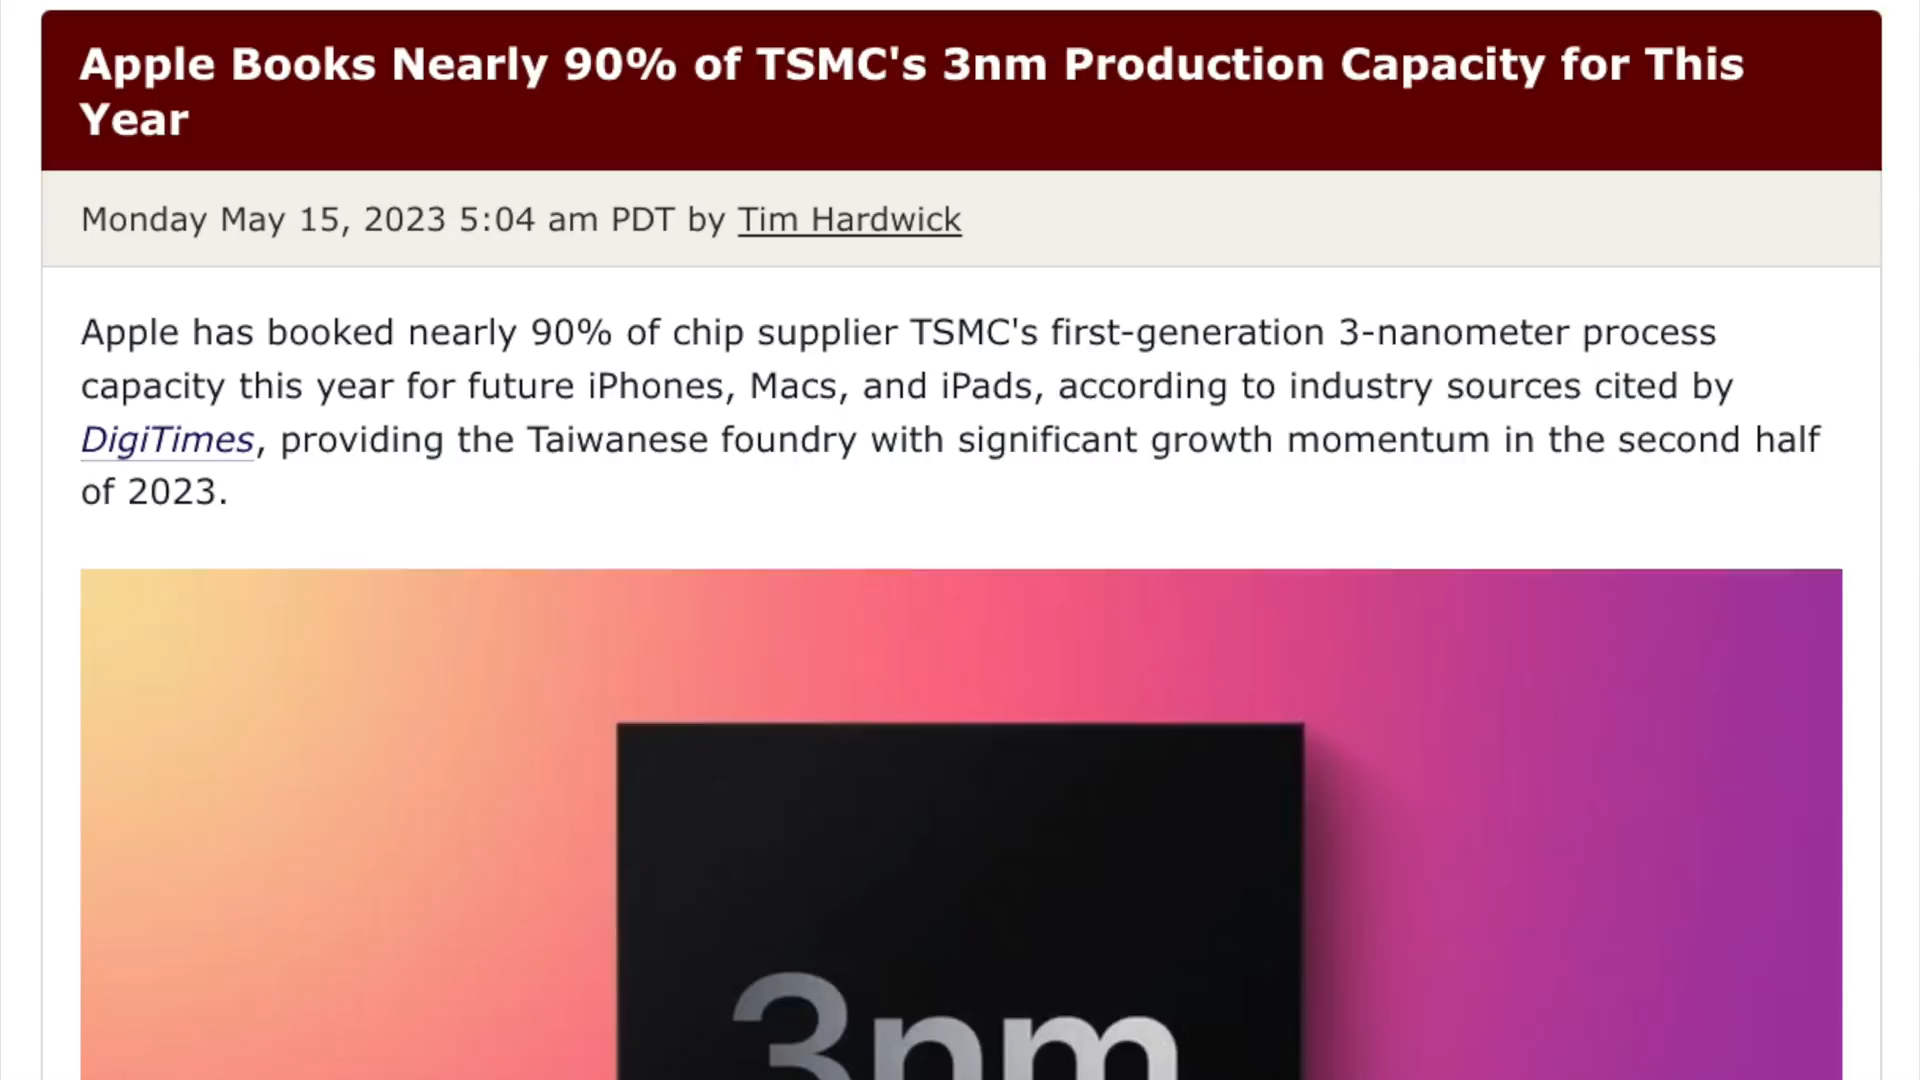 Apple Books Nearly 90% of TSMC's 3nm Production Capacity for This
Year
Monday May 15, 2023 5:04 am PDT by Tim Hardwick
Apple has booked nearly 90% of chip supplier TSMC's first-generation 3-nanometer process
capacity this year for future iPhones, Macs, and iPads, according to industry sources cited by
DigiTimes, providing the Taiwanese foundry with significant growth momentum in the second half
of 2023.
3nm